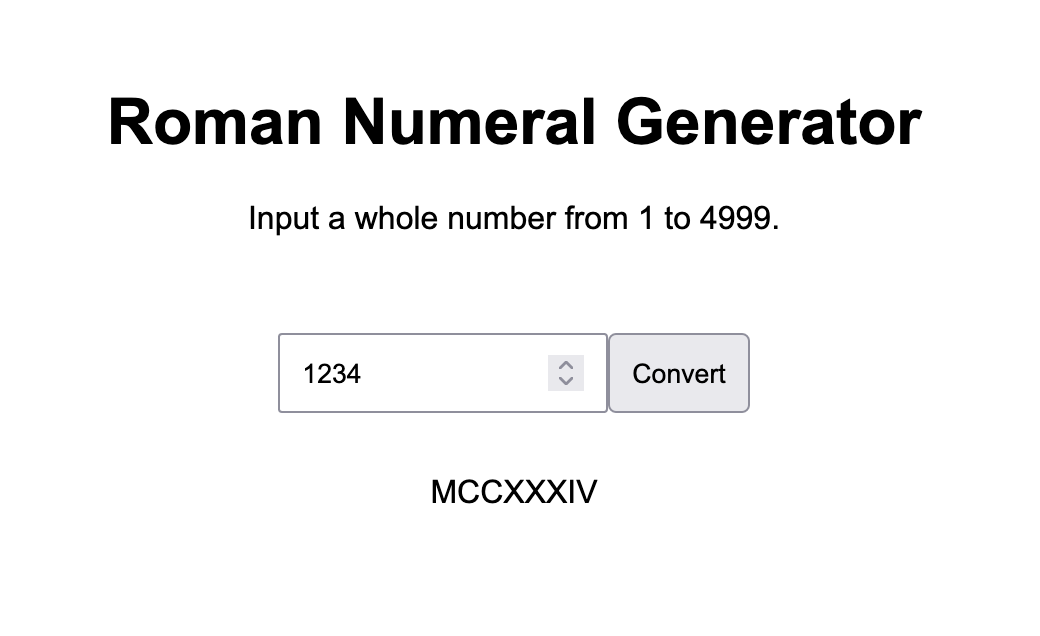 Roman Numeral Generator
Input a whole number from 1 to 4999.
1234 Convert
MCCXXXIV